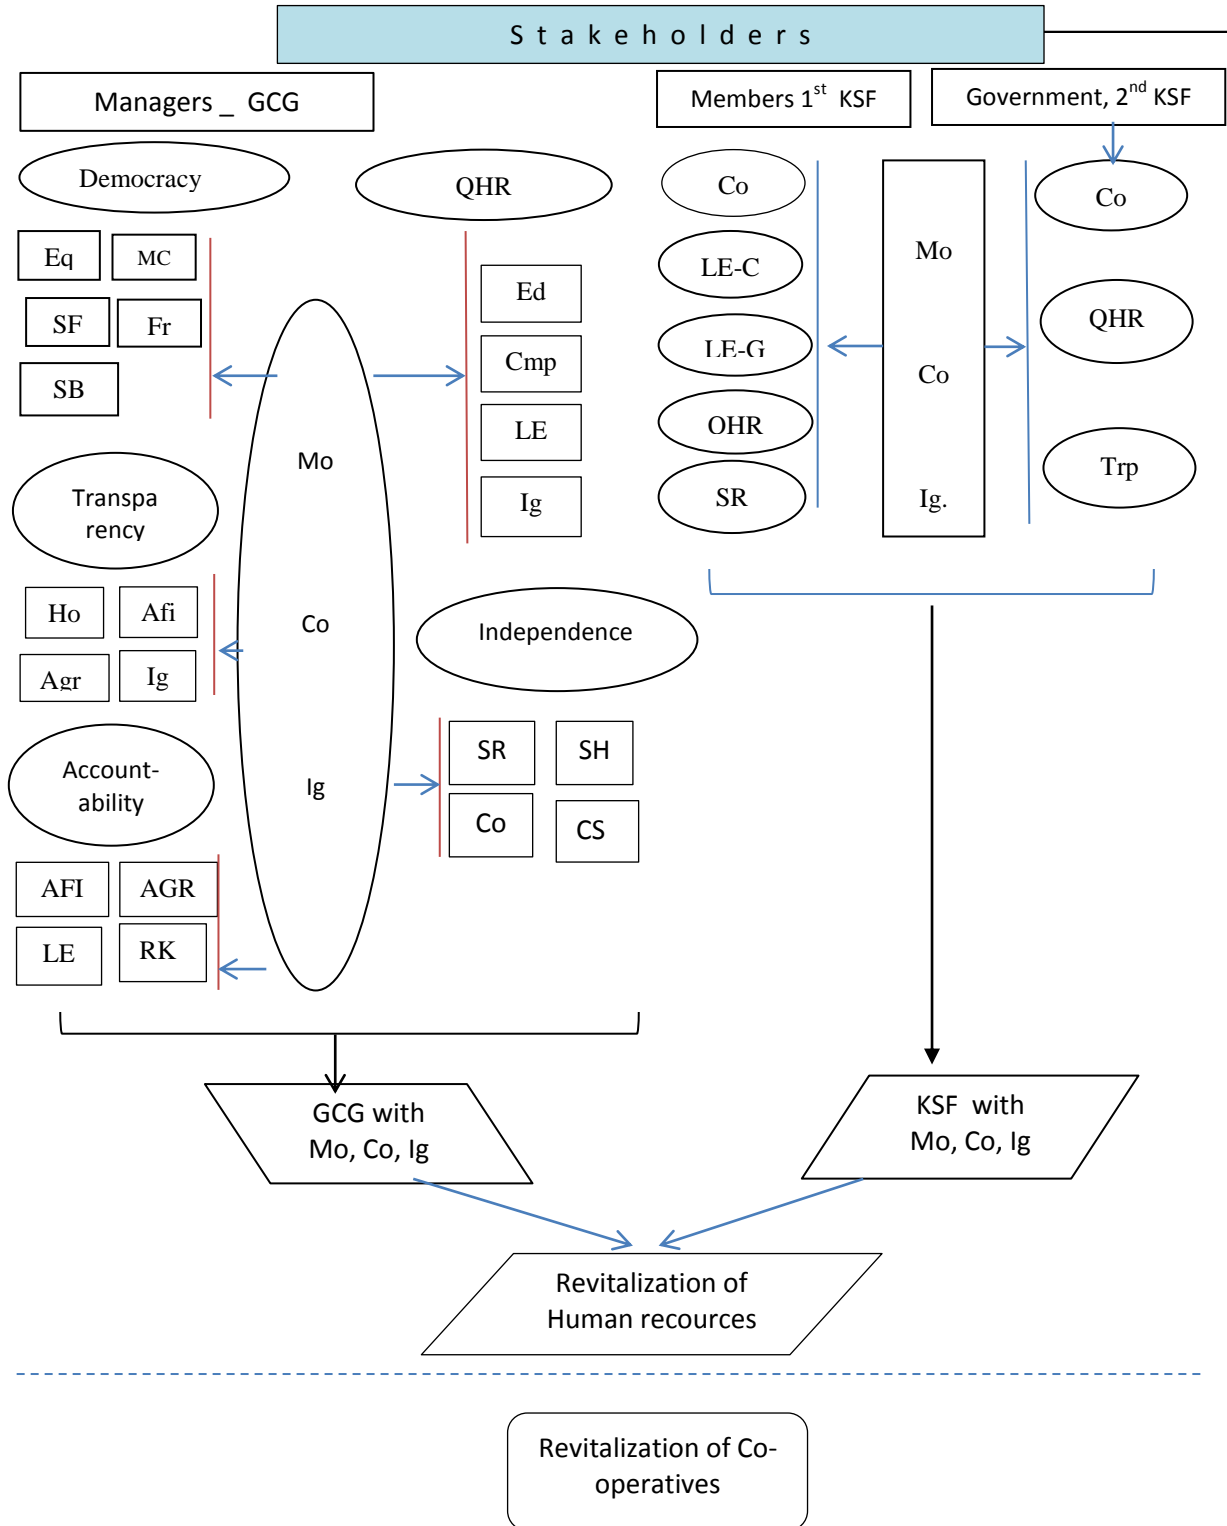 Stakeholders
Managers _ GCG
Members 1st KSF
Government, 2nd KSF
Democracy
QHR
Eq
MC
SF
Fr
SB
Ed
Cmp
LE
Ig
Mo
Co
Ig
Transpa
rency
Ho
Afi
Agr
Ig
Independence
SR
SH
Co
CS
Account-
ability
AFI
AGR
LE
RK
Co
LE-C
LE-G
OHR
SR
Mo
Co
Ig.
Co
QHR
Trp
GCG with
Mo, Co, Ig
KSF with
Mo, Co, Ig
Revitalization of
Human recources
Revitalization of Co-
operatives